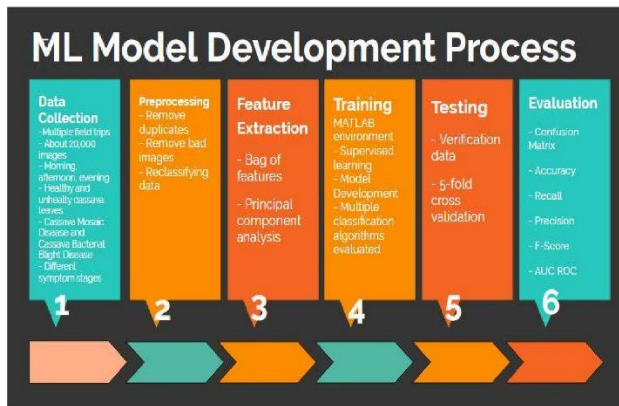 ML Model Development Process
Data
Collection
-Multiple field trips
- About 20,000
images
- Morning,
afternoon, evening
- Healthy and
unhealty cassava
leaves
- Cassava Mosaic
Disease and
Cassava Bacterial
Blight Disease
- Different
symptom stages
1
Preprocessing
- Remove
duplicates
- Remove bad
images
- Reclassifying
data
2
Feature
Extraction
- Bag of
features
- Principal
component
analysis
3
Training
MATLAB
environment
- Supervised
learning
- Model
Development
- Multiple
classification
algorithms
evaluated
4
Testing
- Verification
data
- 5-fold
cross
validation
5
Evaluation
- Confusion
Matrix
- Accuracy
- Recall
- Precision
- F-Score
- AUC ROC
6